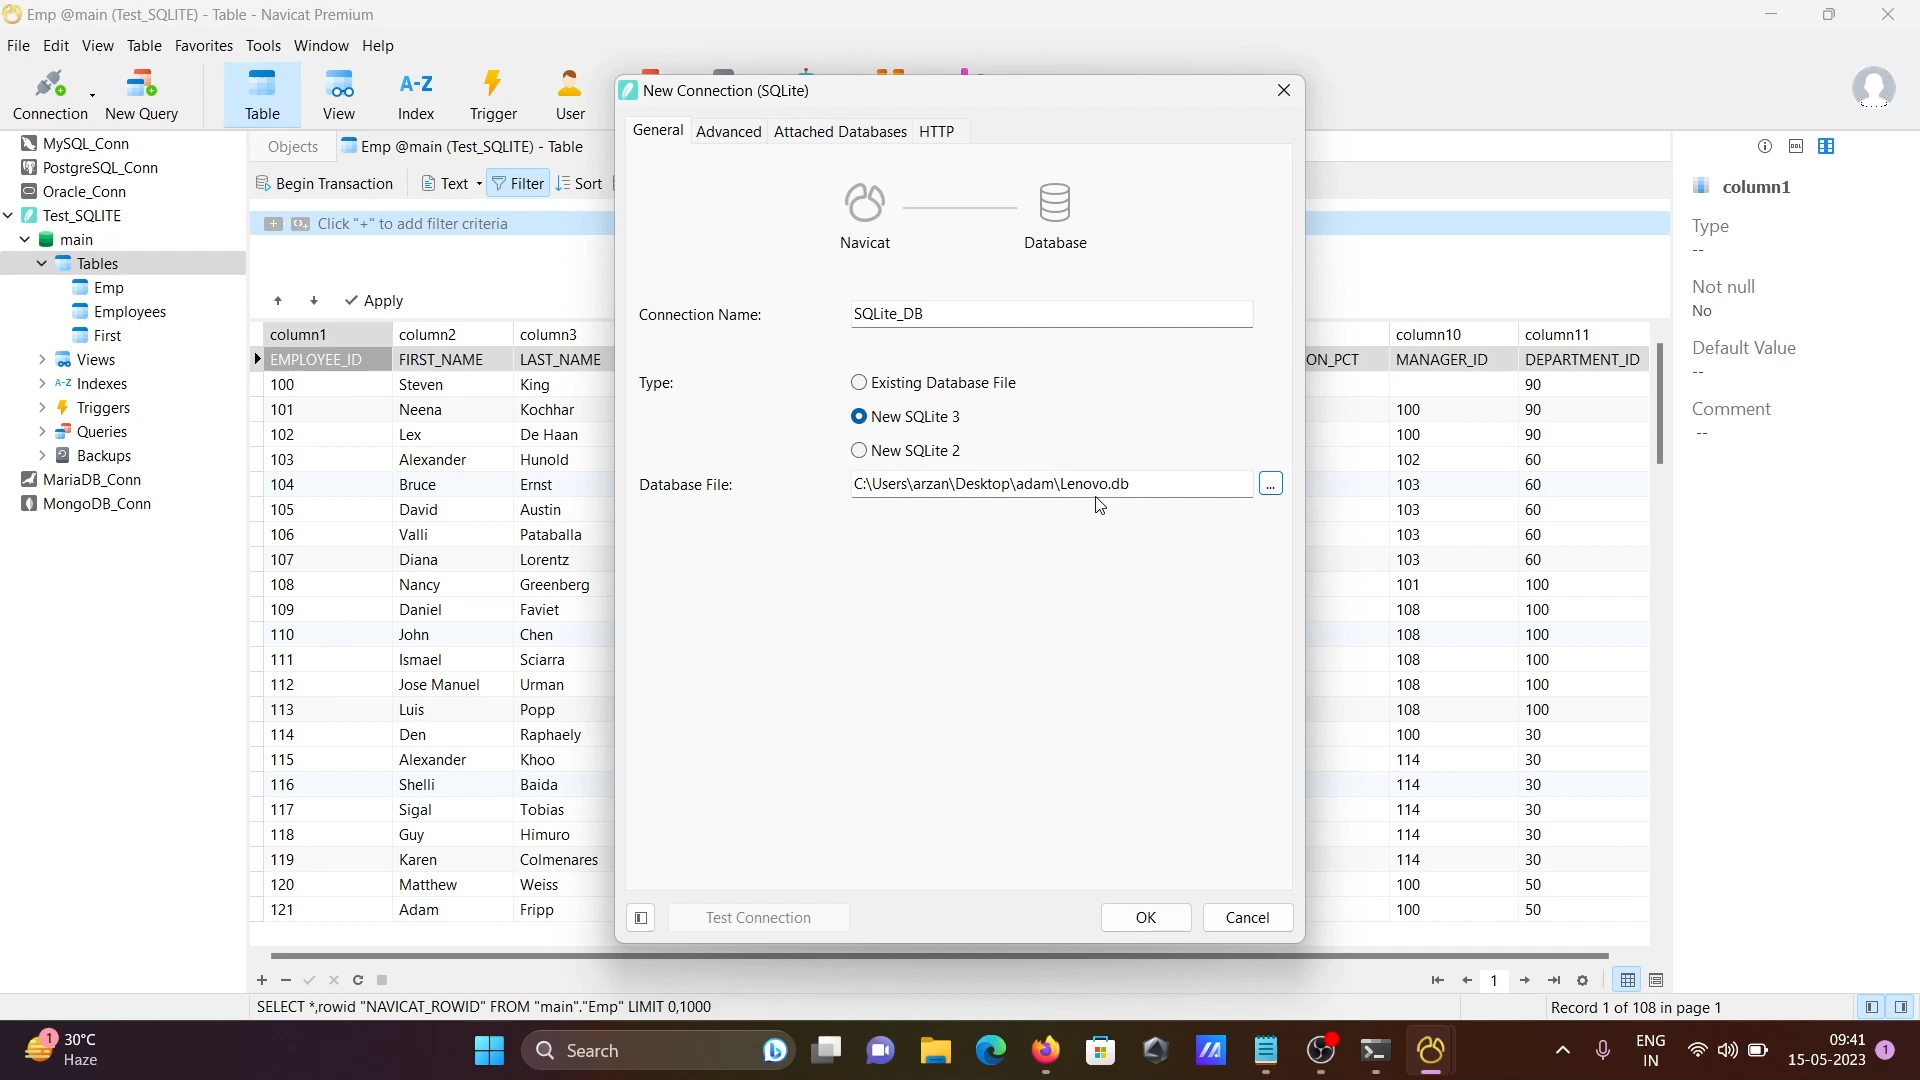 Emp @main (Test_SQLITE) - Table - Navicat Premium
File Edit View Table Favorites Tools Window Help
Connection New Query Table View Index Trigger User
MySQL_Conn
PostgreSQL_Conn
Oracle_Conn
Test_SQLITE
main
Tables
Emp
Employees
First
Views
A-Z Indexes
Triggers
Queries
Backups
MariaDB_Conn
MongoDB_Conn
Objects Emp @main (Test_SQLITE) - Table
Begin Transaction Text Filter Sort
Click "+" to add filter criteria
Apply
column1 column2 column3 column10 column11
EMPLOYEE_ID FIRST_NAME LAST_NAME ON_PCT MANAGER_ID DEPARTMENT_ID
100 Steven King 90
101 Neena Kochhar 100 90
102 Lex De Haan 100 90
103 Alexander Hunold 102 60
104 Bruce Ernst 103 60
105 David Austin 103 60
106 Valli Pataballa 103 60
107 Diana Lorentz 103 60
108 Nancy Greenberg 101 100
109 Daniel Faviet 108 100
110 John Chen 108 100
111 Ismael Sciarra 108 100
112 Jose Manuel Urman 108 100
113 Luis Popp 108 100
114 Den Raphaely 100 30
115 Alexander Khoo 114 30
116 Shelli Baida 114 30
117 Sigal Tobias 114 30
118 Guy Himuro 114 30
119 Karen Colmenares 114 30
120 Matthew Weiss 100 50
121 Adam Fripp 100 50
New Connection (SQLite)
General Advanced Attached Databases HTTP
Navicat Database
Connection Name: SQLite_DB
Type: Existing Database File
New SQLite 3
New SQLite 2
Database File: C:\Users\arzan\Desktop\adam\Lenovo.db ...
Test Connection OK Cancel
column1
Type
--
Not null
No
Default Value
--
Comment
--
1
SELECT *,rowid "NAVICAT_ROWID" FROM "main"."Emp" LIMIT 0,1000
Record 1 of 108 in page 1
1
30°C
Haze
Search
ENG
IN
09:41
15-05-2023
1